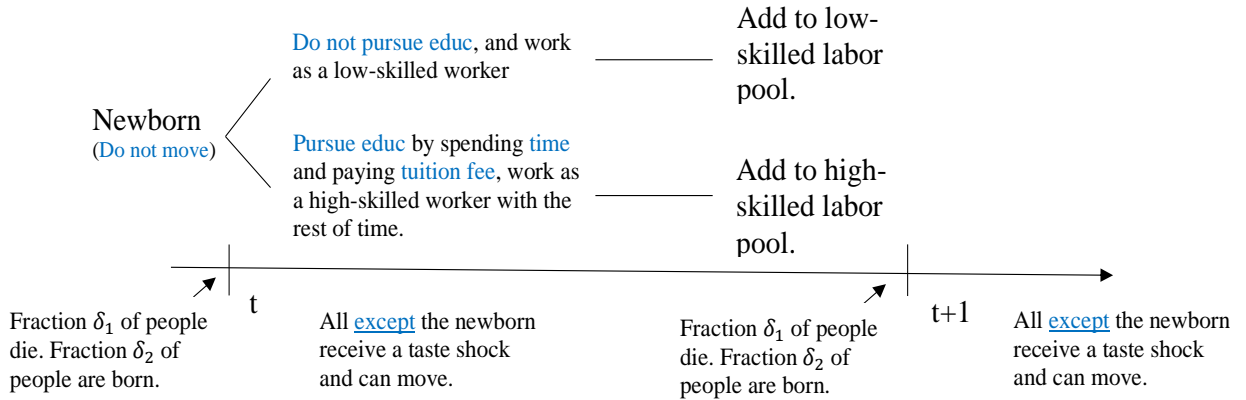 Do not pursue educ, and work
as a low-skilled worker
Add to low-
skilled labor
pool.
Newborn
(Do not move)
Pursue educ by spending time
and paying tuition fee, work as
a high-skilled worker with the
rest of time.
Add to high-
skilled labor
pool.
t
t+1
Fraction δ₁ of people
die. Fraction δ₂ of
people are born.
All except the newborn
receive a taste shock
and can move.
Fraction δ₁ of people
die. Fraction δ₂ of
people are born.
All except the newborn
receive a taste shock
and can move.